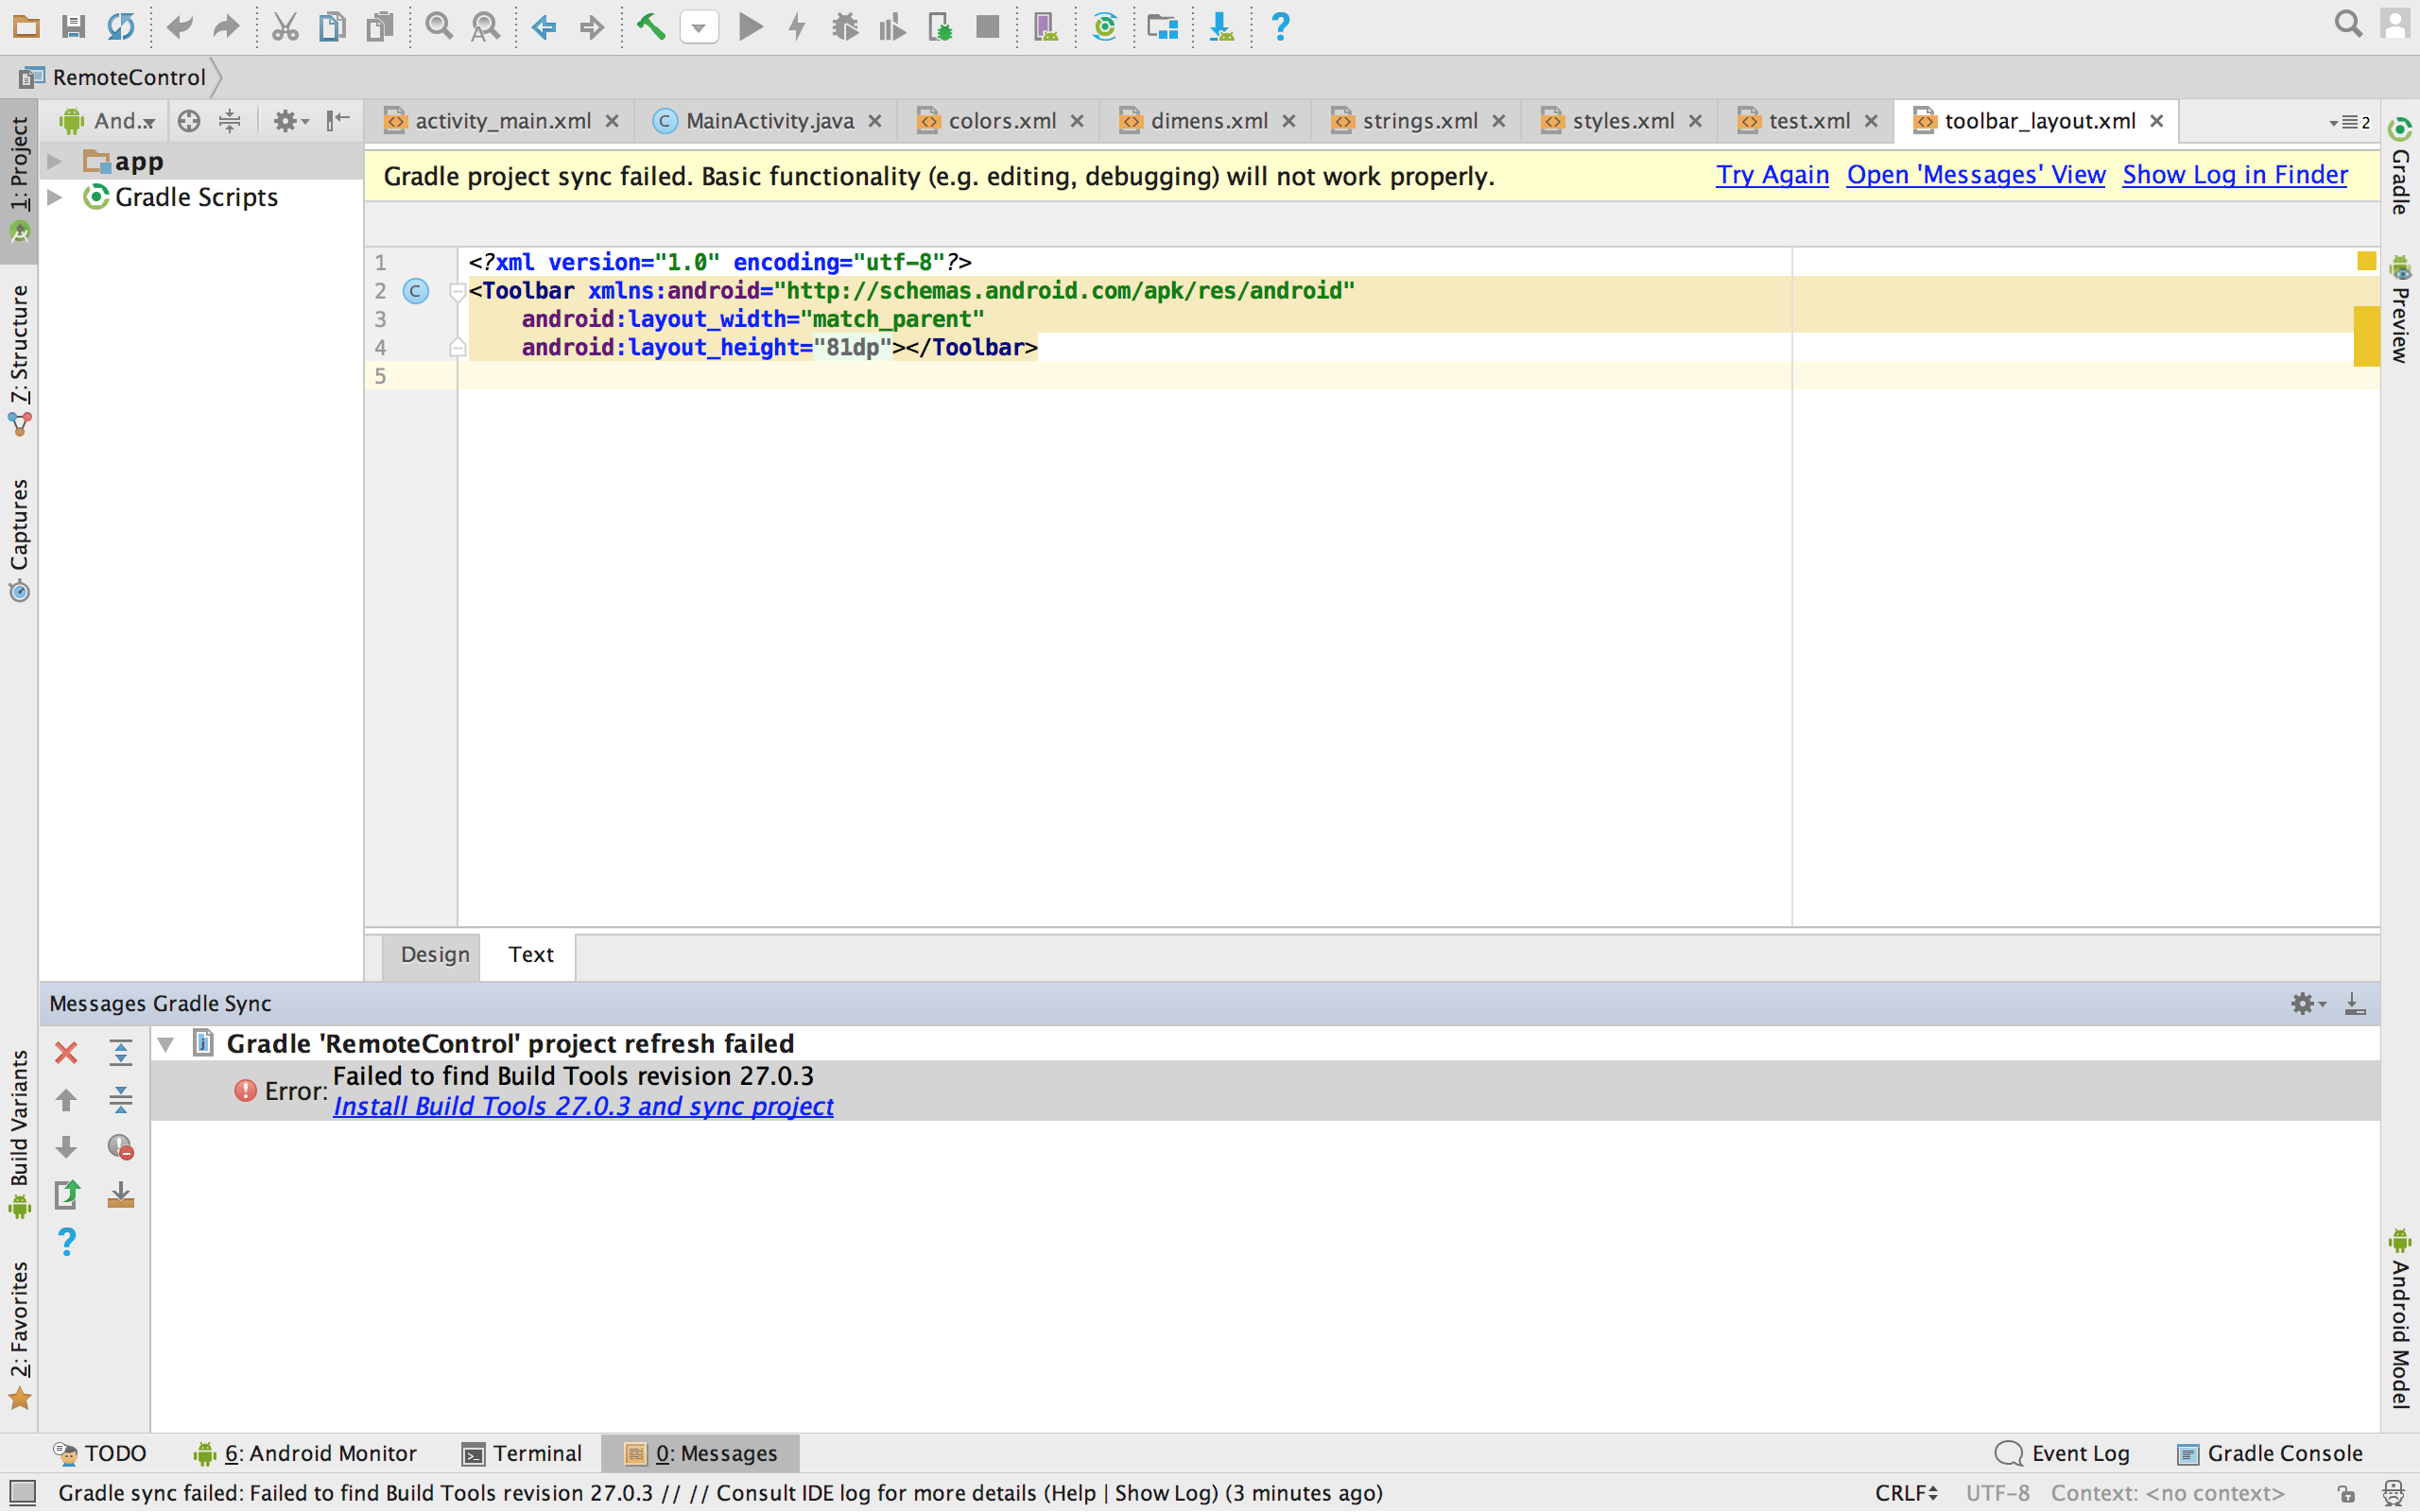 RemoteControl
And...
activity_main.xml
MainActivity.java
colors.xml
dimens.xml
strings.xml
styles.xml
test.xml
toolbar_layout.xml
2
1: Project
7: Structure
Captures
Build Variants
2: Favorites
app
Gradle Scripts
Gradle project sync failed. Basic functionality (e.g. editing, debugging) will not work properly.
Try Again
Open 'Messages' View
Show Log in Finder
1 <?xml version="1.0" encoding="utf-8"?>
2 C <Toolbar xmlns:android="http://schemas.android.com/apk/res/android"
3 android:layout_width="match_parent"
4 android:layout_height="81dp"></Toolbar>
5
Gradle
Preview
Android Model
Design
Text
Messages Gradle Sync
Gradle 'RemoteControl' project refresh failed
Error: Failed to find Build Tools revision 27.0.3
Install Build Tools 27.0.3 and sync project
TODO
6: Android Monitor
Terminal
0: Messages
Event Log
Gradle Console
Gradle sync failed: Failed to find Build Tools revision 27.0.3 // // Consult IDE log for more details (Help | Show Log) (3 minutes ago)
CRLF
UTF-8
Context: <no context>